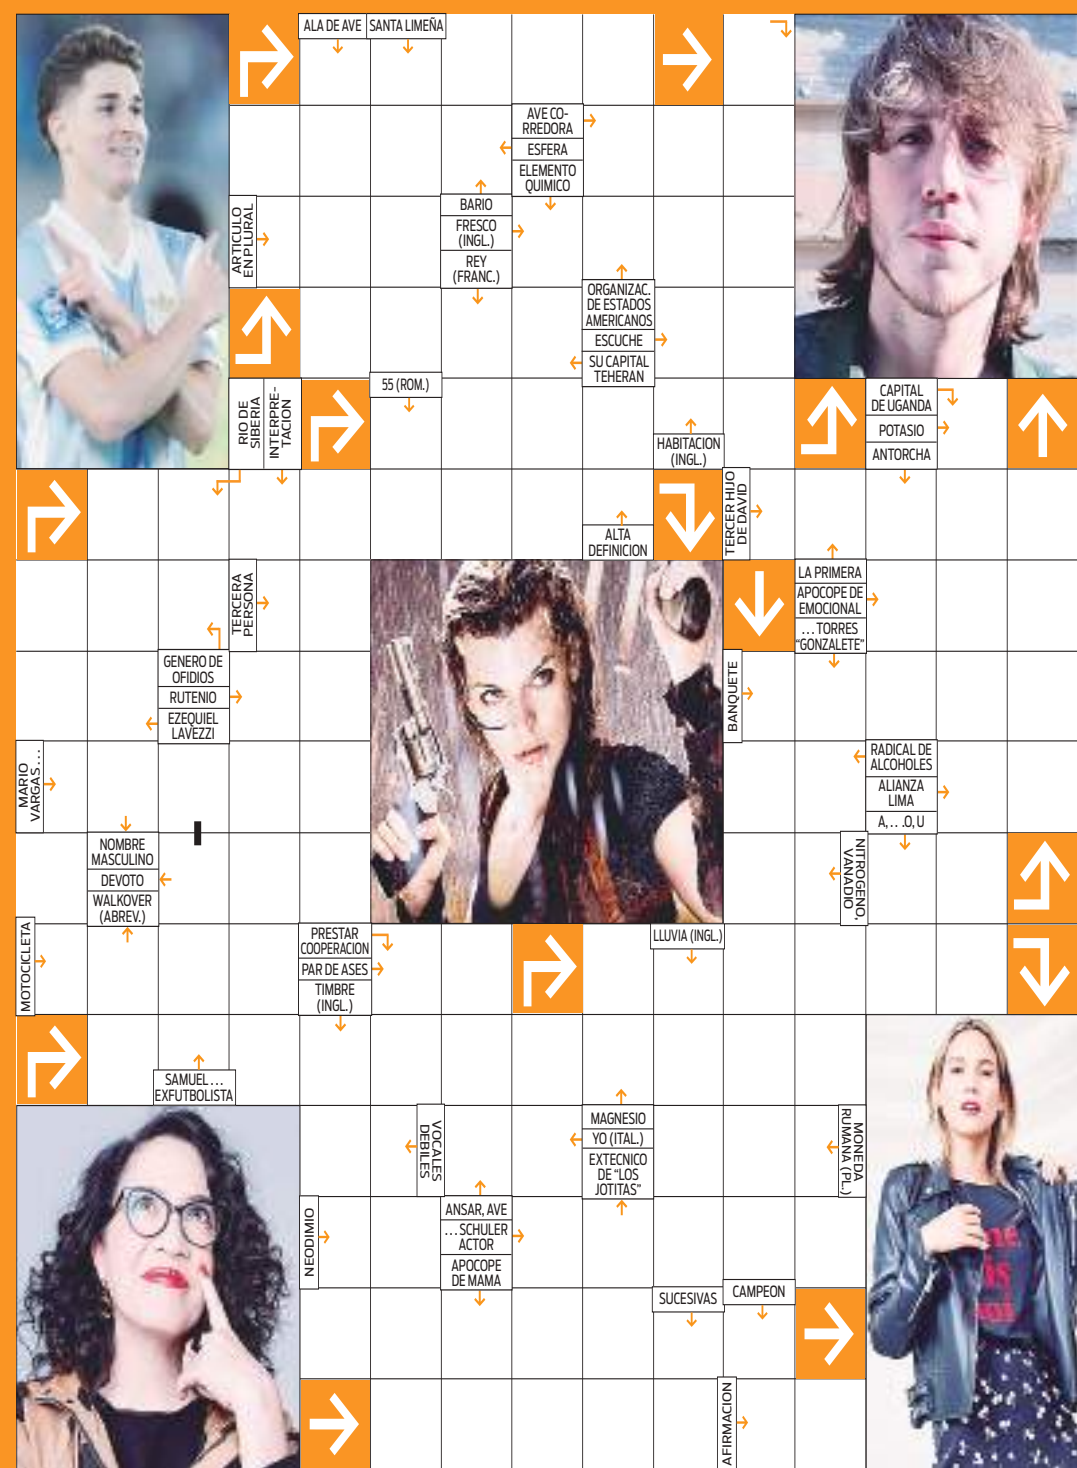 ALA DE AVE
SANTA LIMEÑA
AVE CO-
RREDORA
ESFERA
ELEMENTO
QUIMICO
ARTICULO
EN PLURAL
BARIO
FRESCO
(INGL.)
REY
(FRANC.)
ORGANIZAC.
DE ESTADOS
AMERICANOS
ESCUCHE
SU CAPITAL
TEHERAN
RIO DE
SIBERIA
INTERPRE-
TACION
55 (ROM.)
HABITACION
(INGL.)
CAPITAL
DE UGANDA
POTASIO
ANTORCHA
ALTA
DEFINICION
TERCER HIJO
DE DAVID
TERCERA
PERSONA
LA PRIMERA
APOCOPE DE
EMOCIONAL
...TORRES
"GONZALETE"
GENERO DE
OFIDIOS
RUTENIO
EZEQUIEL
LAVEZZI
BANQUETE
MARIO
VARGAS...
RADICAL DE
ALCOHOLES
ALIANZA
LIMA
A,...O, U
NOMBRE
MASCULINO
DEVOTO
WALKOVER
(ABREV.)
NITROGENO,
VANADIO
MOTOCICLETA
PRESTAR
COOPERACION
PAR DE ASES
TIMBRE
(INGL.)
LLUVIA (INGL.)
SAMUEL...
EXFUTBOLISTA
VOCALES
DEBILES
MAGNESIO
YO (ITAL.)
EXTECNICO
DE "LOS
JOTITAS"
MONEDA
RUMANA (PL.)
NEODIMIO
ANSAR, AVE
...SCHULER
ACTOR
APOCOPE
DE MAMA
SUCESIVAS
CAMPEON
AFIRMACION